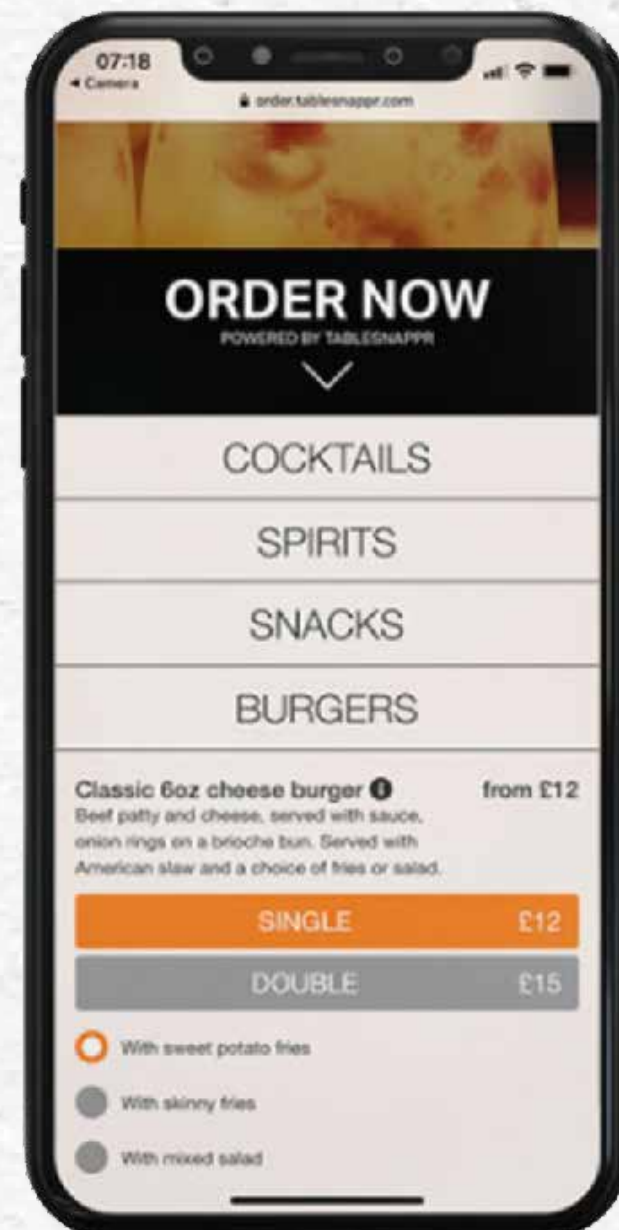 07:18
◀ Camera
order.tablesnappr.com
ORDER NOW
POWERED BY TABLESNAPPR
COCKTAILS
SPIRITS
SNACKS
BURGERS
Classic 6oz cheese burger from £12
Beef patty and cheese, served with sauce,
onion rings on a brioche bun. Served with
American slaw and a choice of fries or salad.
SINGLE £12
DOUBLE £15
With sweet potato fries
With skinny fries
With mixed salad